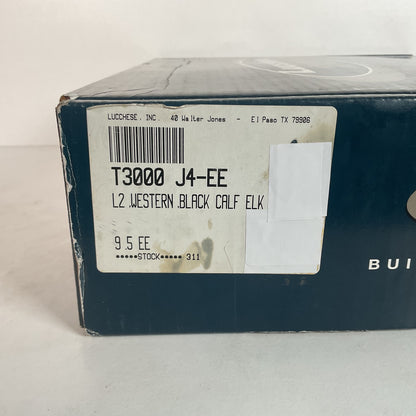 LUCCHESE, INC 40 Walter Jones - El Paso TX 79906
T3000 J4-EE
L2 .WESTERN .BLACK CALF ELK
9.5 EE
*****STOCK***** 311
BUI